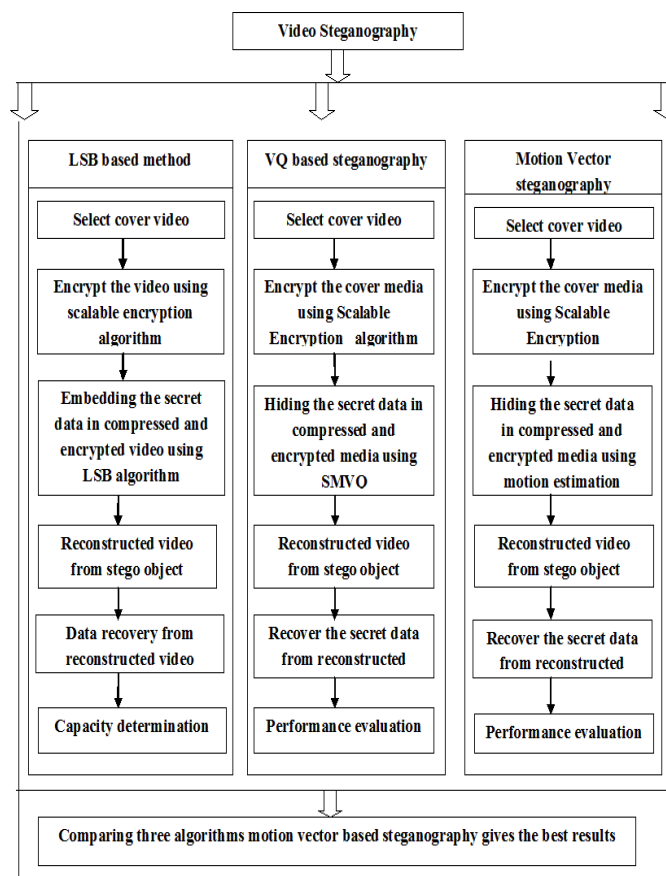 Video Steganography
LSB based method
Select cover video
Encrypt the video using
scalable encryption
algorithm
Embedding the secret
data in compressed and
encrypted video using
LSB algorithm
Reconstructed video
from stego object
Data recovery from
reconstructed video
Capacity determination
VQ based steganography
Select cover video
Encrypt the cover media
using Scalable
Encryption algorithm
Hiding the secret data in
compressed and
encrypted media using
SMVQ
Reconstructed video
from stego object
Recover the secret data
from reconstructed
Performance evaluation
Motion Vector
steganography
Select cover video
Encrypt the cover media
using Scalable
Encryption
Hiding the secret data
in compressed and
encrypted media using
motion estimation
Reconstructed video
from stego object
Recover the secret data
from reconstructed
Performance evaluation
Comparing three algorithms motion vector based steganography gives the best results